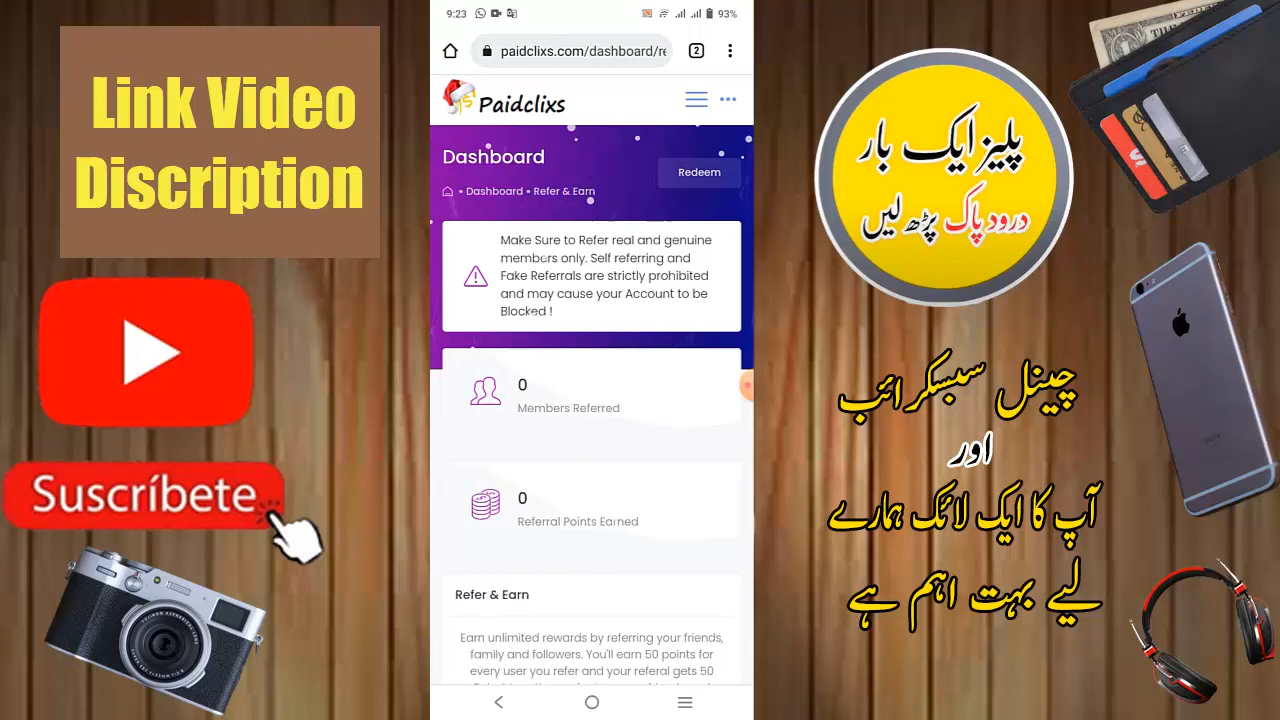 Link Video
Discription
Suscríbete
9:23
93%
paidclixs.com/dashboard/re
2
Paidclixs
Dashboard
Redeem
• Dashboard • Refer & Earn
Make Sure to Refer real and genuine
members only. Self referring and
Fake Referrals are strictly prohibited
and may cause your Account to be
Blocked !
0
Members Referred
0
Referral Points Earned
Refer & Earn
Earn unlimited rewards by referring your friends,
family and followers. You'll earn 50 points for
every user you refer and your referal gets 50
پلیز ایک بار
درود پاک پڑھ لیں
چینل سبسکرائب
اور
آپ کا ایک لائک ہمارے
لیے بہت اہم ہے